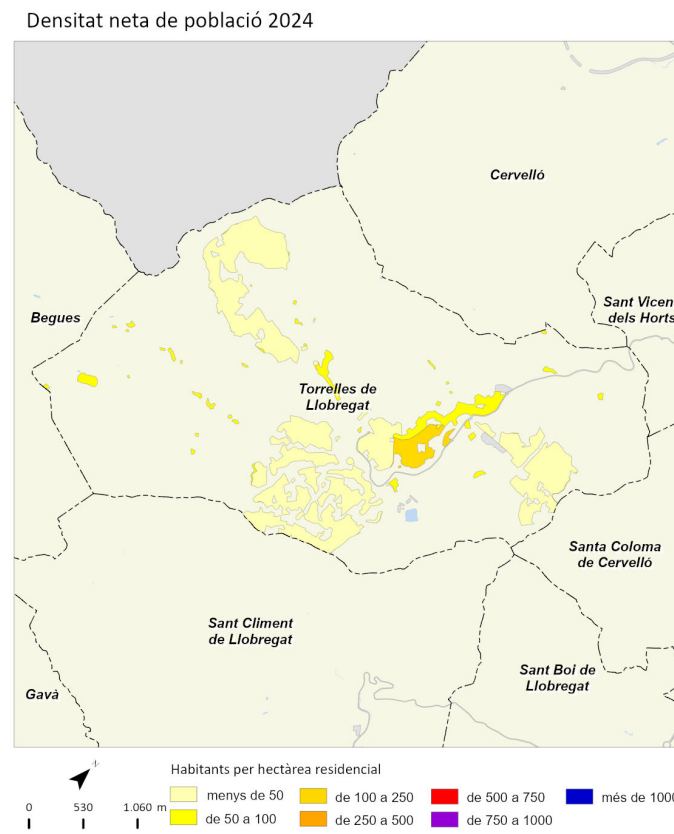 Densitat neta de població 2024
Cervelló
Sant Vicen
dels Horts
Begues
Torrelles de
Llobregat
Santa Coloma
de Cervelló
Sant Climent
de Llobregat
Sant Boi de
Llobregat
Gavà
N
Habitants per hectàrea residencial
menys de 50
de 100 a 250
de 500 a 750
més de 1000
de 50 a 100
de 250 a 500
de 750 a 1000
0 530 1.060 m